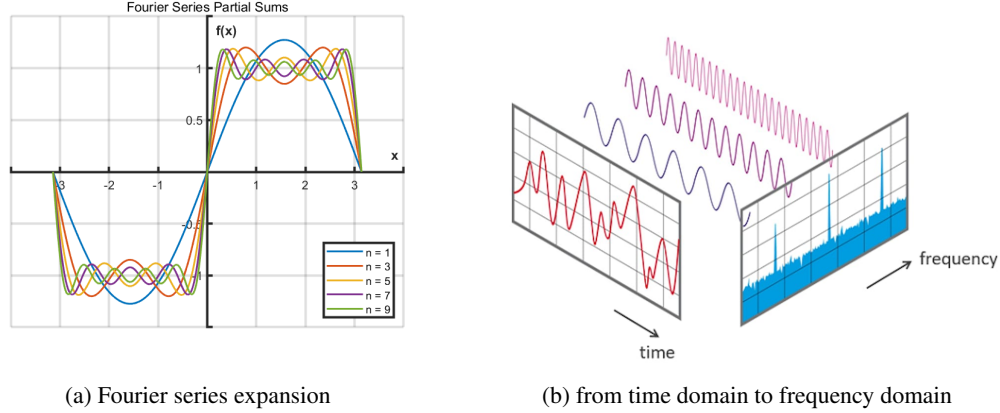 Fourier Series Partial Sums
f(x)
1
0.5
x
-3
-2
-1
0
1
2
3
-0.5
-1
n = 1
n = 3
n = 5
n = 7
n = 9
frequency
time
(a) Fourier series expansion
(b) from time domain to frequency domain